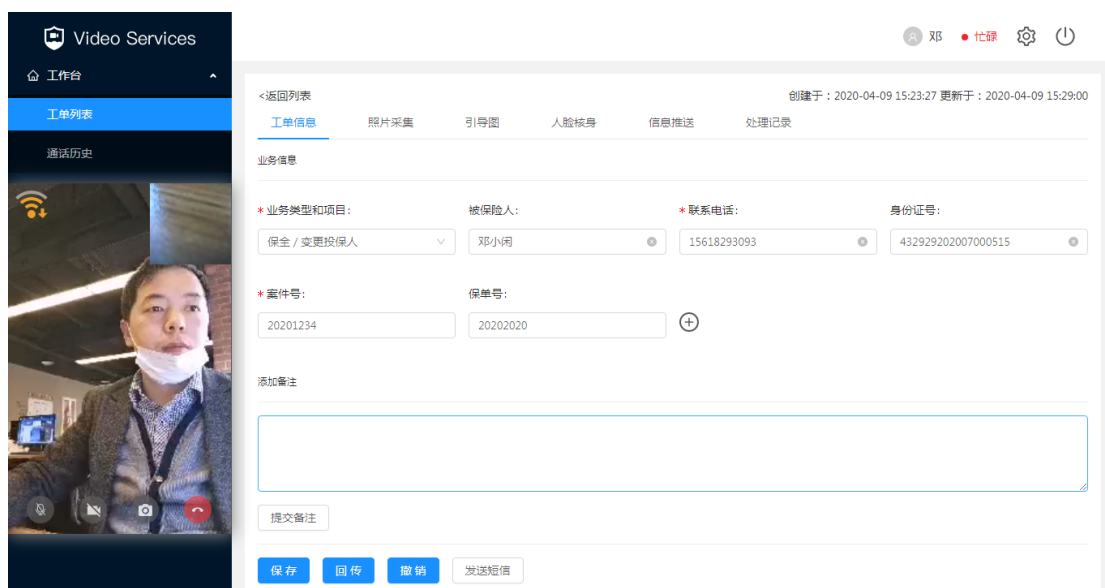 Video Services
邓 忙碌
工作台
工单列表
通话历史
<返回列表 创建于：2020-04-09 15:23:27 更新于：2020-04-09 15:29:00
工单信息 照片采集 引导图 人脸核身 信息推送 处理记录
业务信息
* 业务类型和项目: 被保险人: * 联系电话: 身份证号:
保全 / 变更投保人 邓小闲 15618293093 432929202007000515
* 案件号: 保单号:
20201234 20202020
添加备注
提交备注
保存 回传 撤销 发送短信